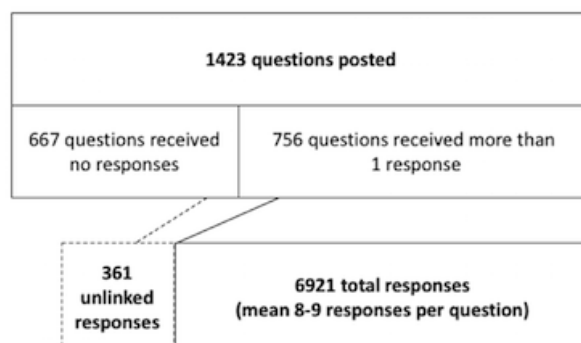 1423 questions posted
667 questions received
no responses
756 questions received more than
1 response
361
unlinked
responses
6921 total responses
(mean 8-9 responses per question)